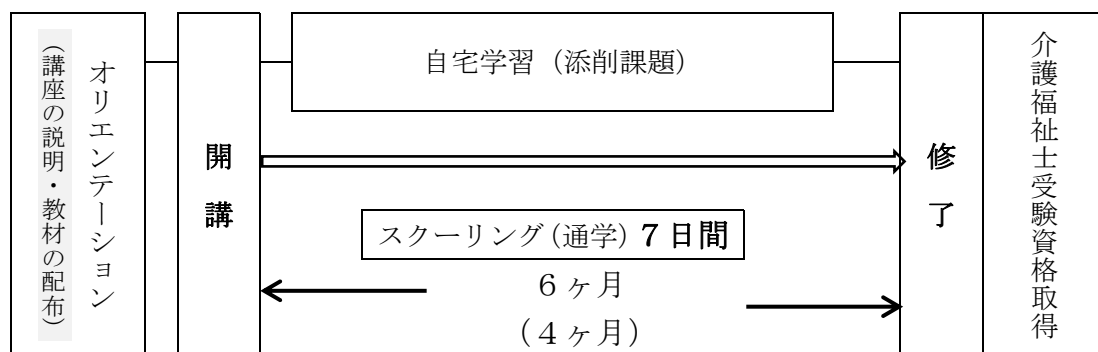 オリエンテーション
(講座の説明・教材の配布)
開講
自宅学習（添削課題）
スクーリング(通学)７日間
６ヶ月
(４ヶ月)
修了
介護福祉士受験資格取得